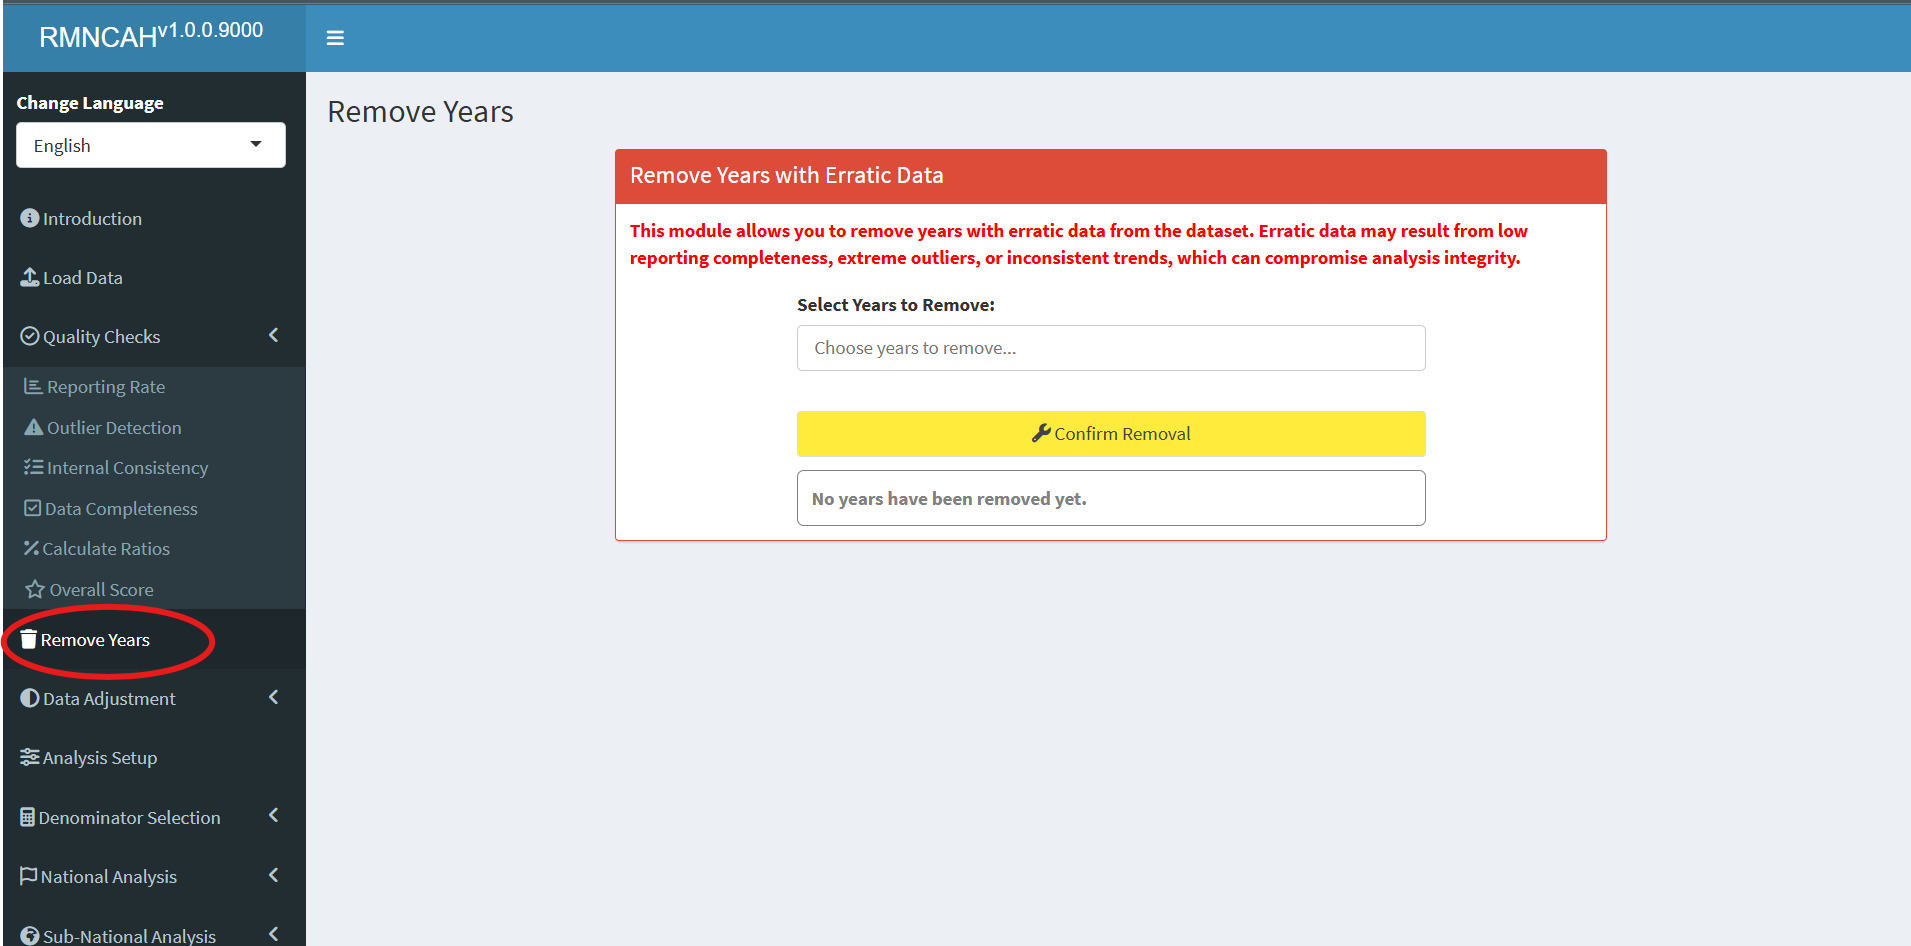 RMNCAHv1.0.0.9000
Change Language
English
Introduction
Load Data
Quality Checks
Reporting Rate
Outlier Detection
Internal Consistency
Data Completeness
Calculate Ratios
Overall Score
Remove Years
Data Adjustment
Analysis Setup
Denominator Selection
National Analysis
Sub-National Analysis
Remove Years
Remove Years with Erratic Data
This module allows you to remove years with erratic data from the dataset. Erratic data may result from low
reporting completeness, extreme outliers, or inconsistent trends, which can compromise analysis integrity.
Select Years to Remove:
Choose years to remove...
Confirm Removal
No years have been removed yet.